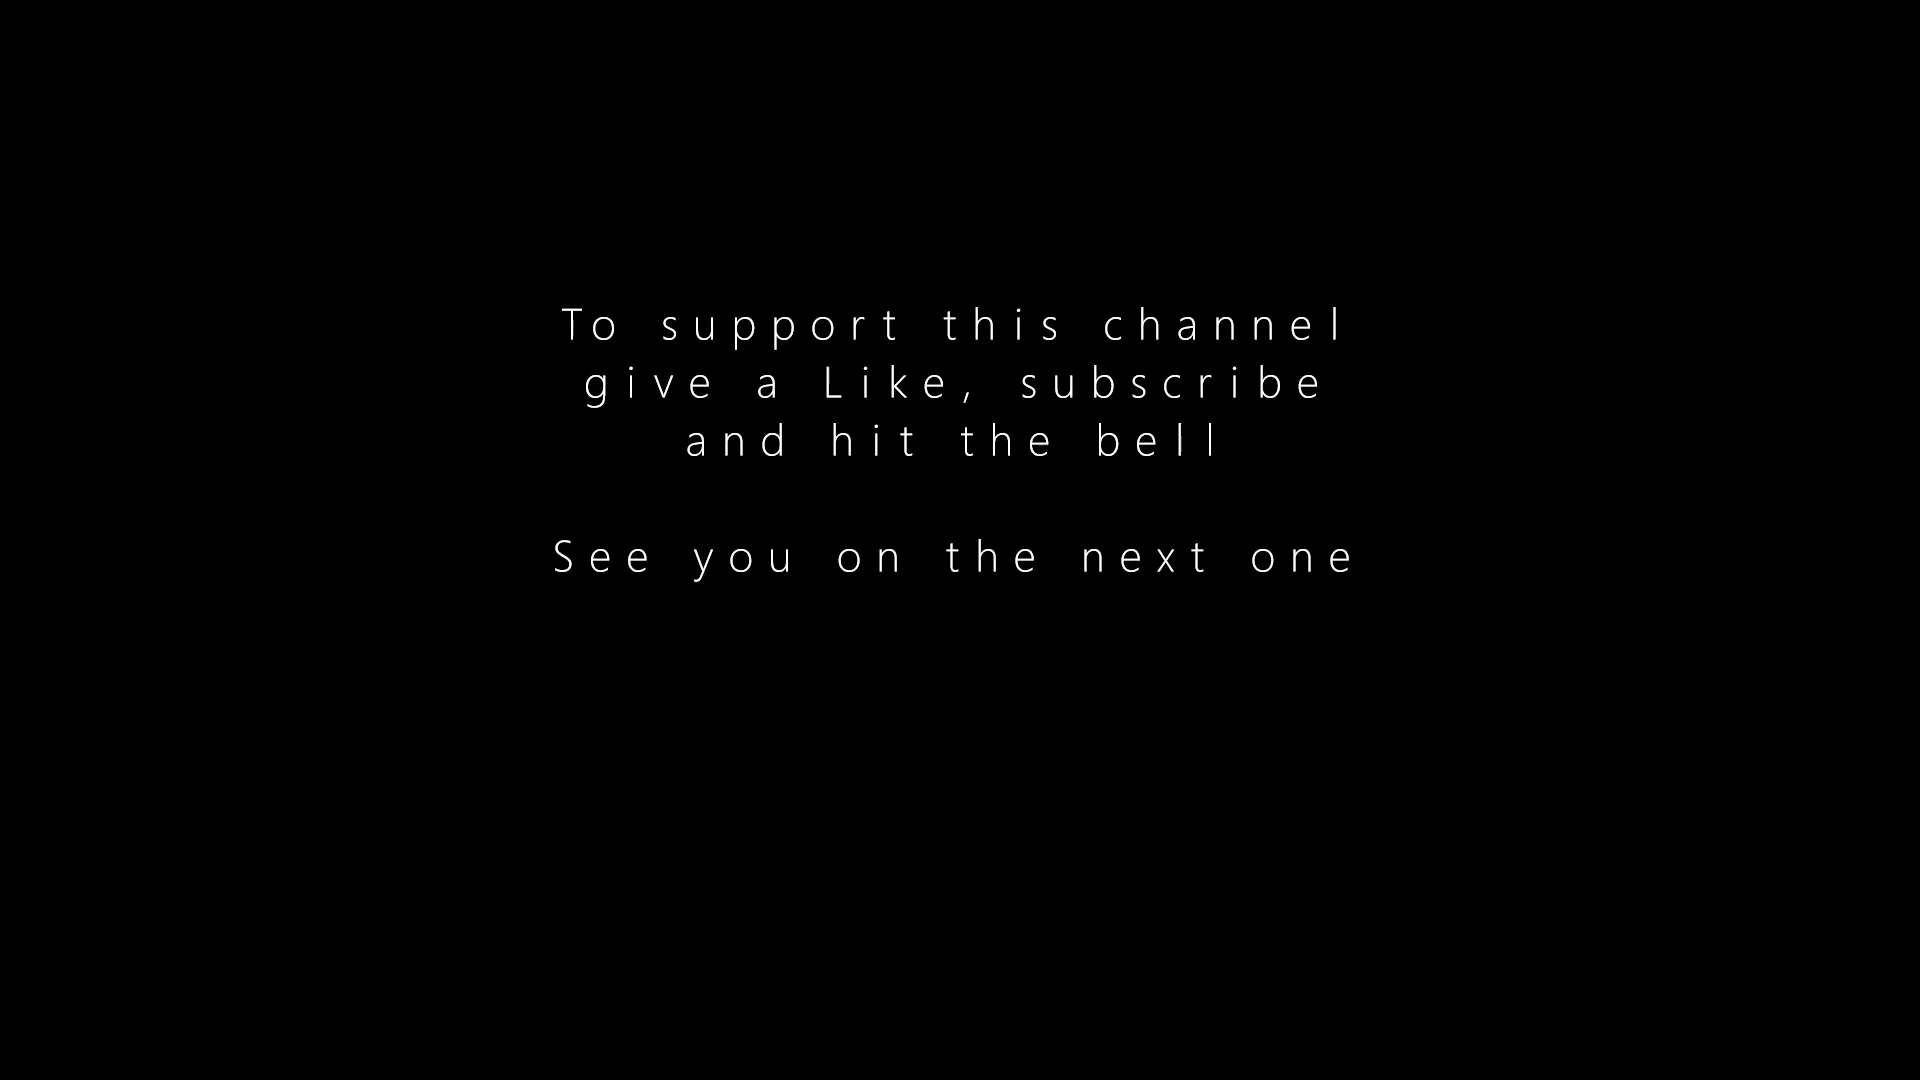 To support this channel
give a Like, subscribe
and hit the bell
See you on the next one